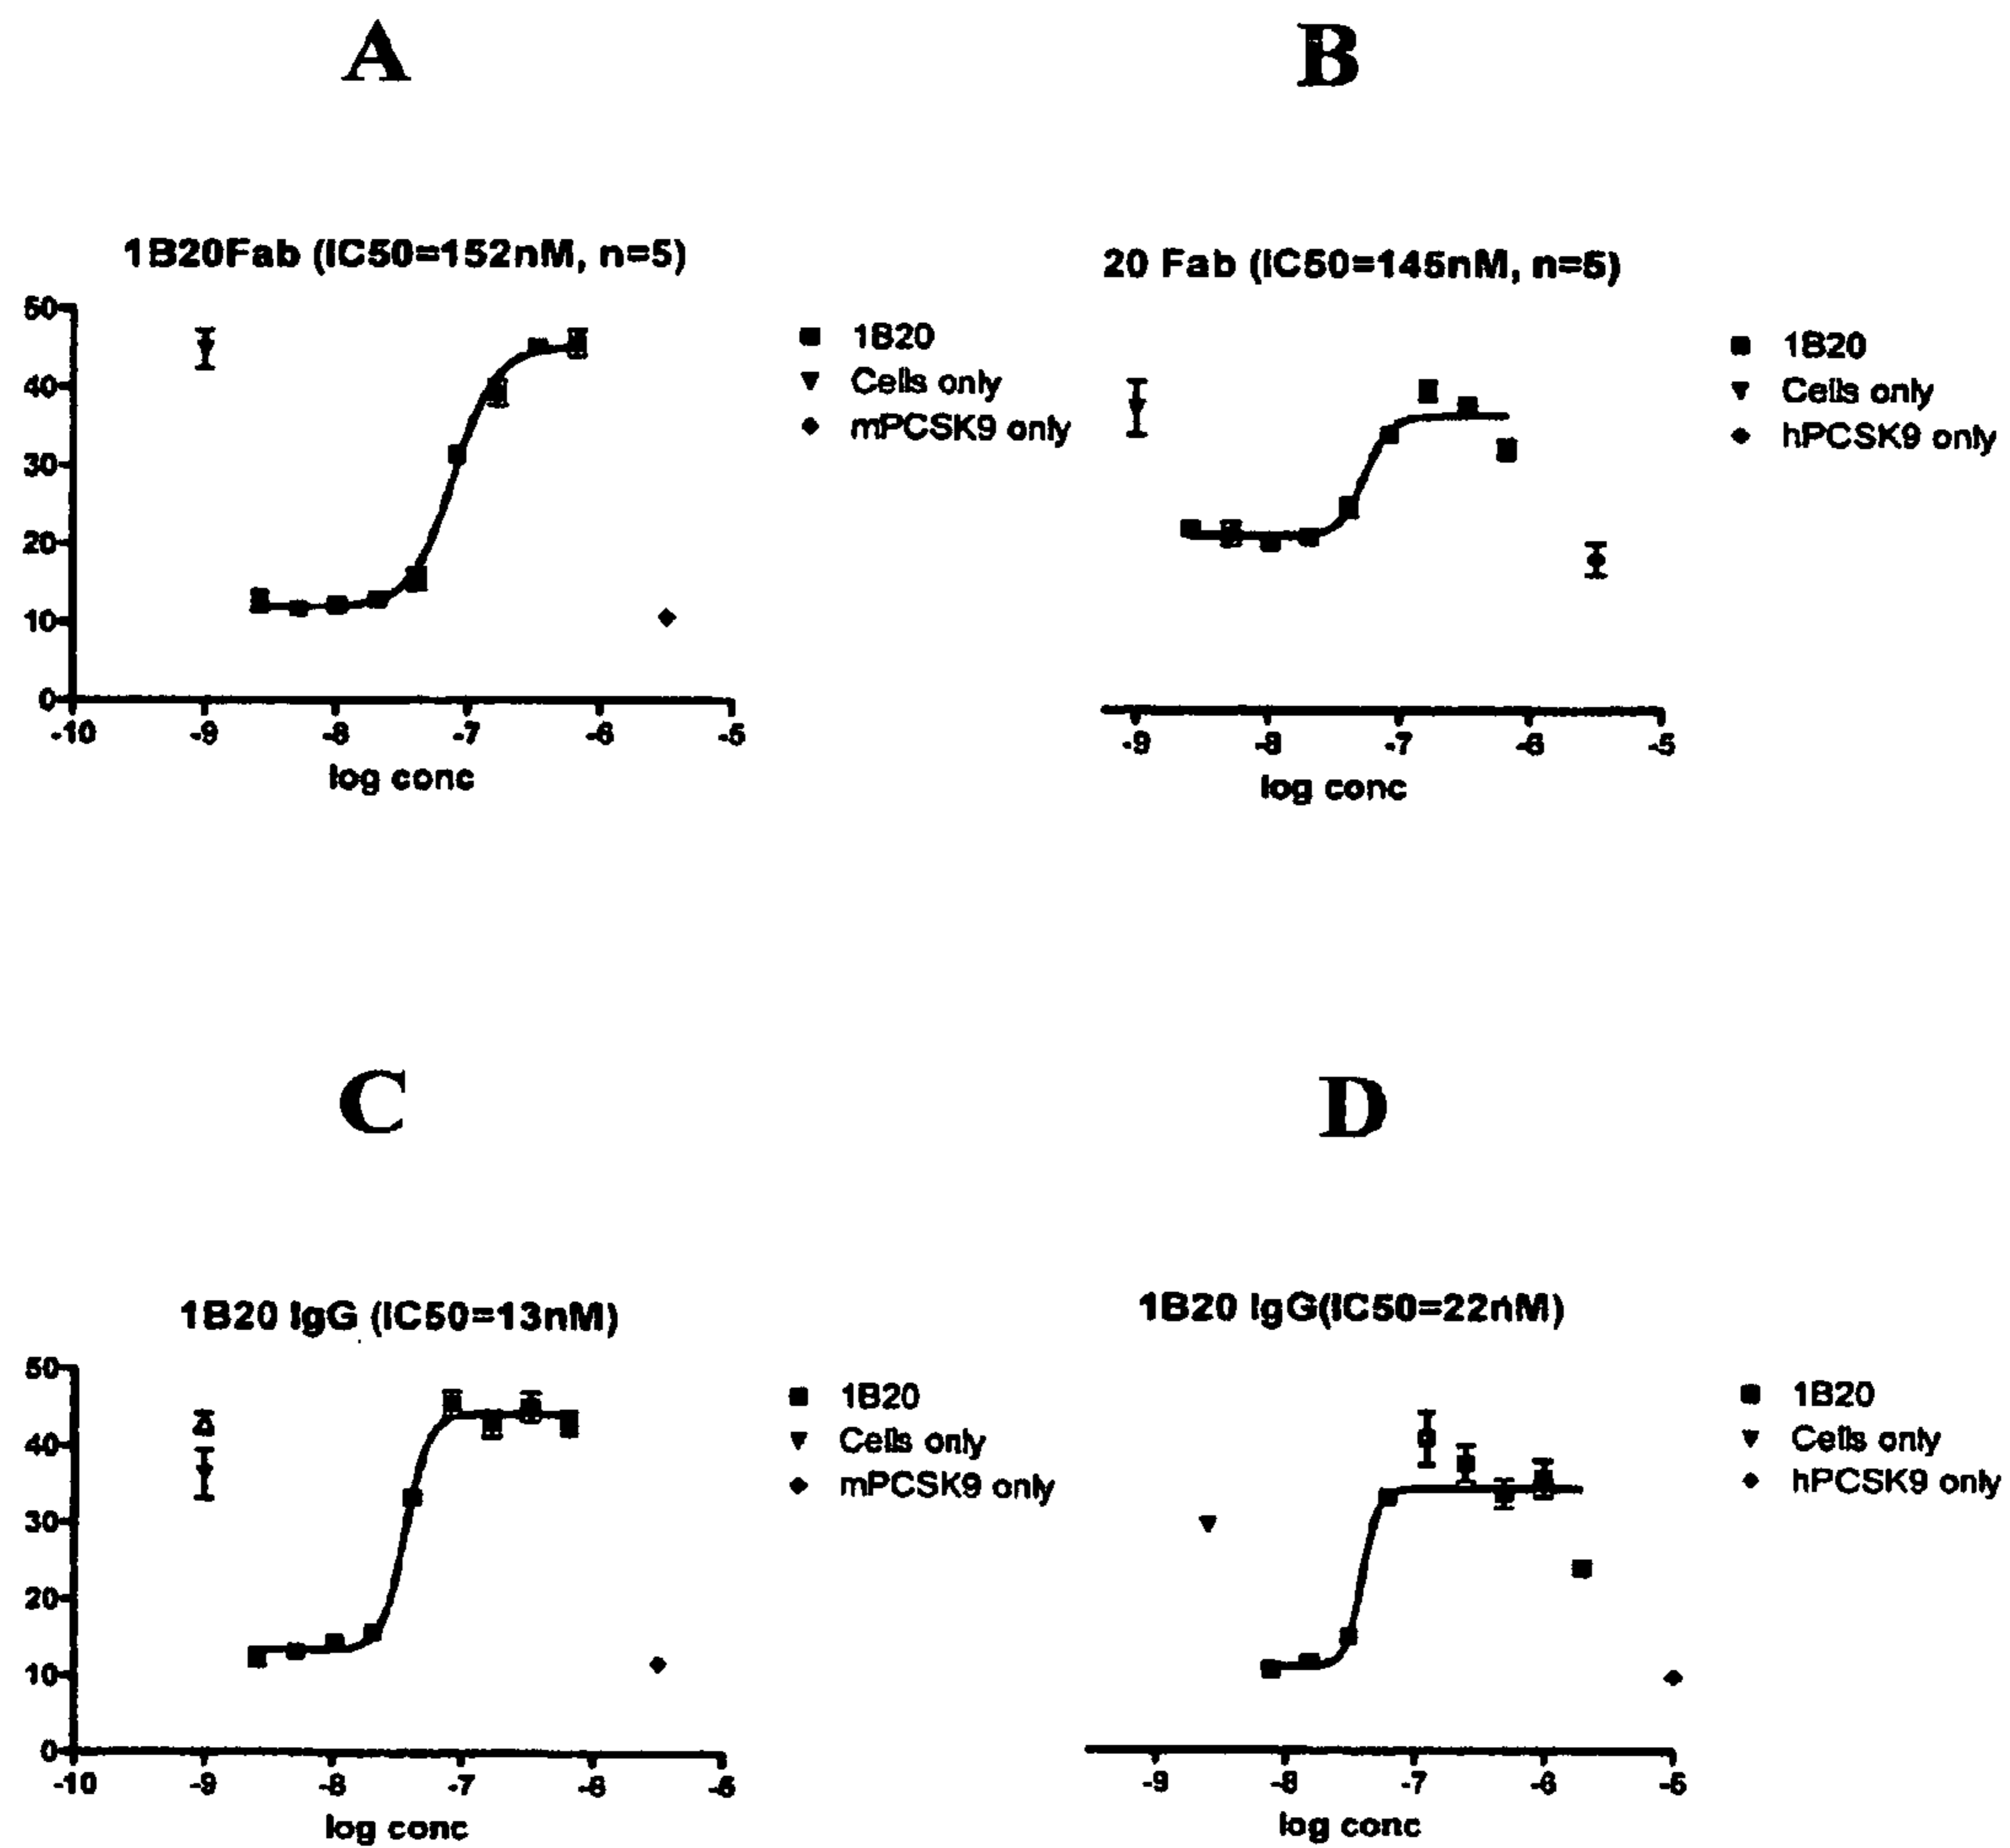 A
B
1B20Fab (IC50=152nM, n=5)
20 Fab (IC50=145nM, n=5)
50
40
30
20
10
0
-10
-9
-8
-7
-6
-5
log conc
1B20
Cells only
mPCSK9 only
-9
-8
-7
-6
-5
log conc
1B20
Cells only
hPCSK9 only
C
D
1B20 IgG (IC50=13nM)
1B20 IgG(IC50=22nM)
50
40
30
20
10
0
-10
-9
-8
-7
-6
-5
log conc
1B20
Cells only
mPCSK9 only
-9
-8
-7
-6
-5
log conc
1B20
Cells only
hPCSK9 only